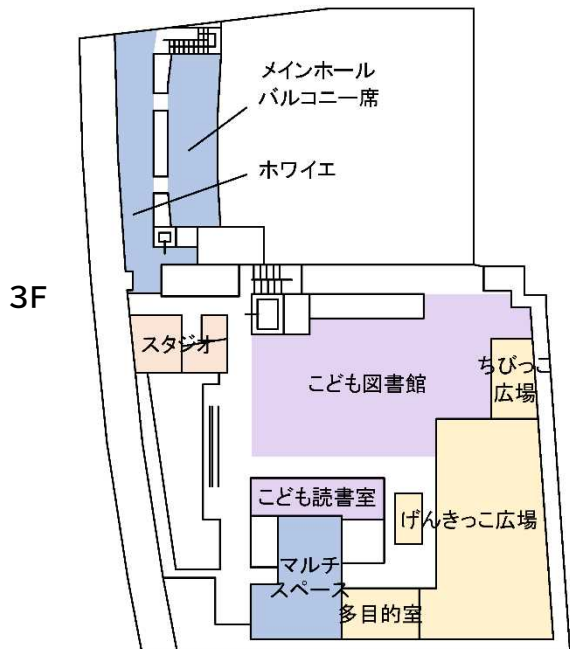 メインホール
バルコニー席
ホワイエ
3F
スタジオ
こども図書館
ちびっこ
広場
こども読書室
げんきっこ広場
マルチ
スペース
多目的室